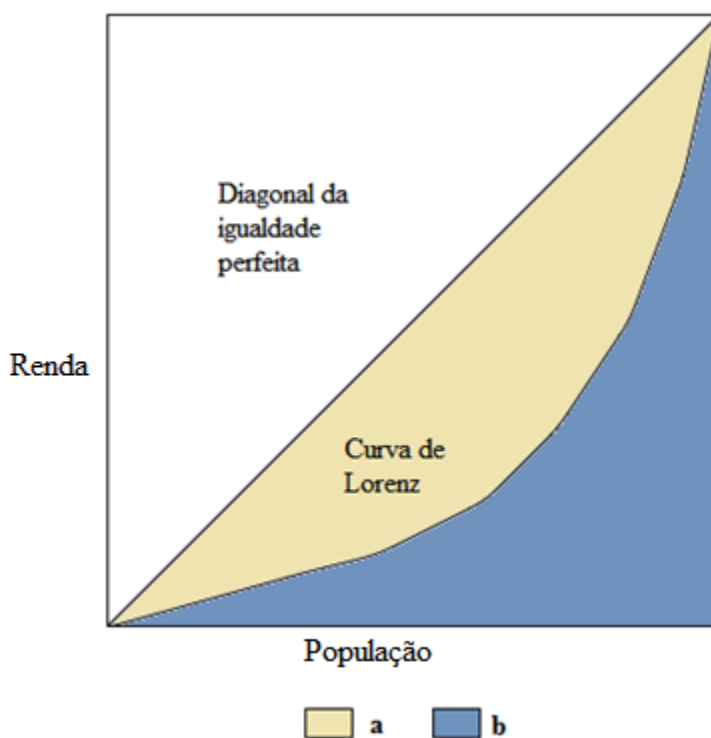 Diagonal da
igualdade
perfeita
Renda
Curva de
Lorenz
População
a
b